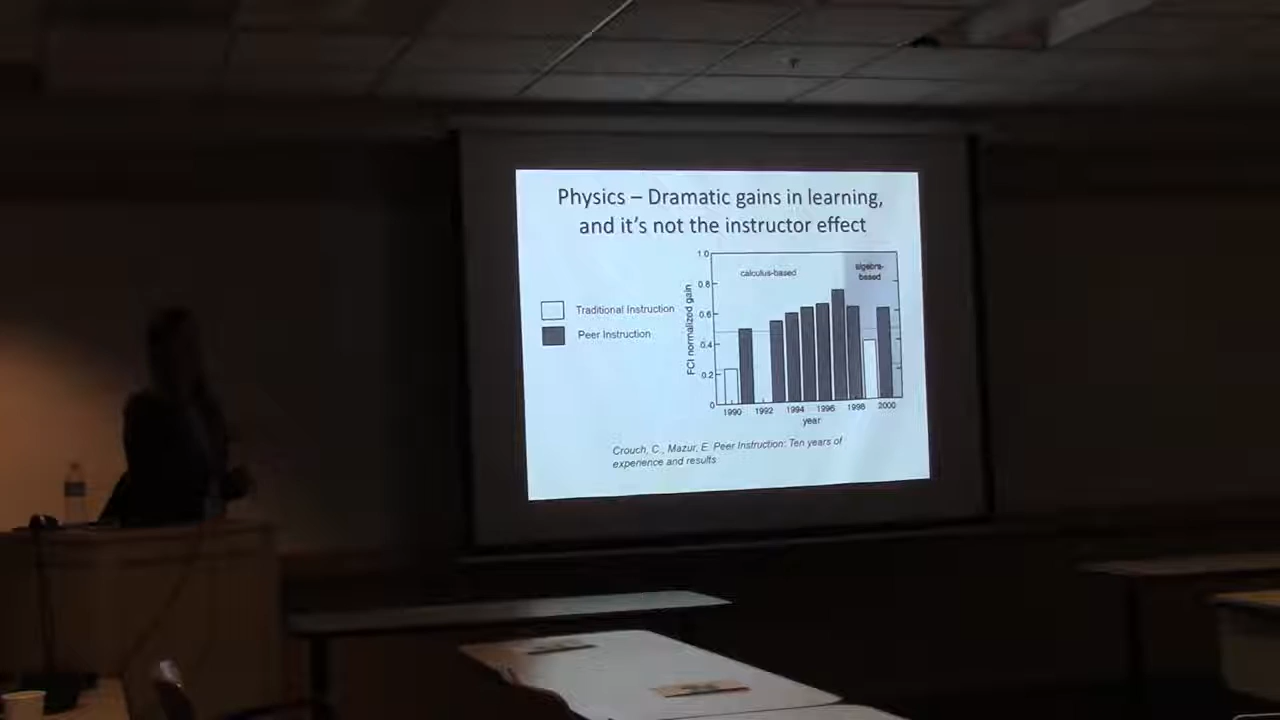 Physics – Dramatic gains in learning,
and it's not the instructor effect
Traditional Instruction
Peer Instruction
1.0
0.8
0.6
0.4
0.2
0
FCI normalized gain
calculus-based
algebra-
based
1990 1992 1994 1996 1998 2000
year
Crouch, C., Mazur, E. Peer Instruction: Ten years of
experience and results